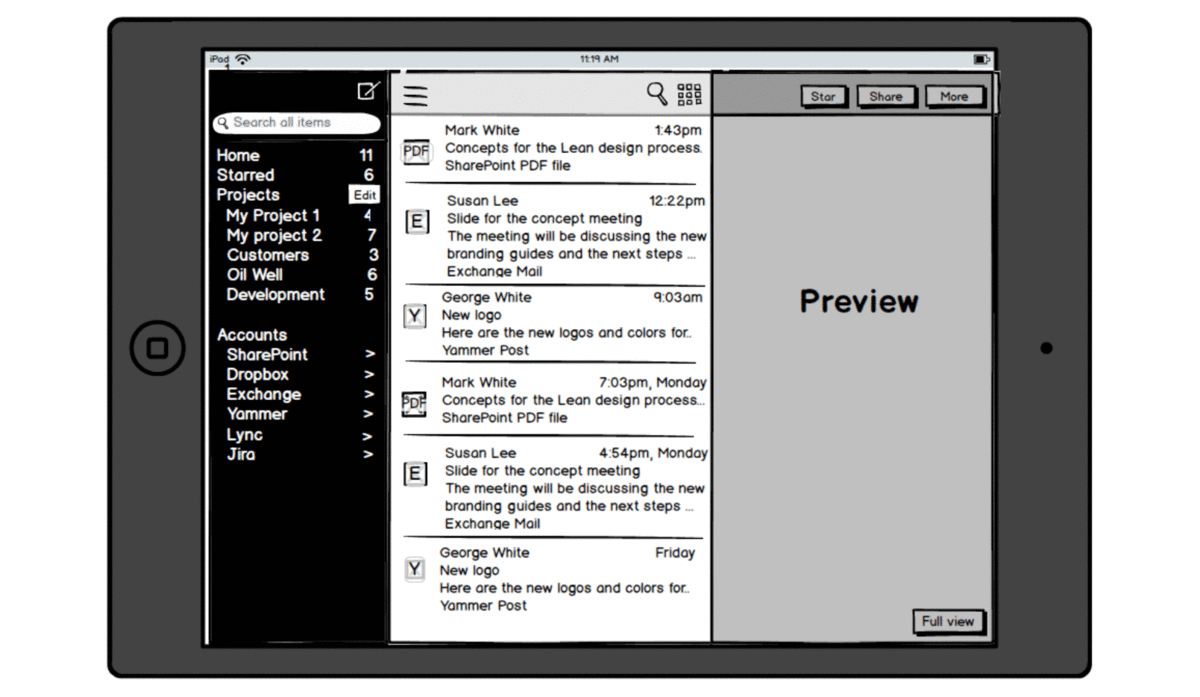 iPad 11:19 AM
Search all items
Home 11
Starred 6
Projects Edit
My Project 1 4
My project 2 7
Customers 3
Oil Well 6
Development 5
Accounts
SharePoint >
Dropbox >
Exchange >
Yammer >
Lync >
Jira >
PDF
Mark White 1:43pm
Concepts for the Lean design process.
SharePoint PDF file
E
Susan Lee 12:22pm
Slide for the concept meeting
The meeting will be discussing the new
branding guides and the next steps ...
Exchange Mail
Y
George White 9:03am
New logo
Here are the new logos and colors for..
Yammer Post
PDF
Mark White 7:03pm, Monday
Concepts for the Lean design process...
SharePoint PDF file
E
Susan Lee 4:54pm, Monday
Slide for the concept meeting
The meeting will be discussing the new
branding guides and the next steps ...
Exchange Mail
Y
George White Friday
New logo
Here are the new logos and colors for..
Yammer Post
Star Share More
Preview
Full view